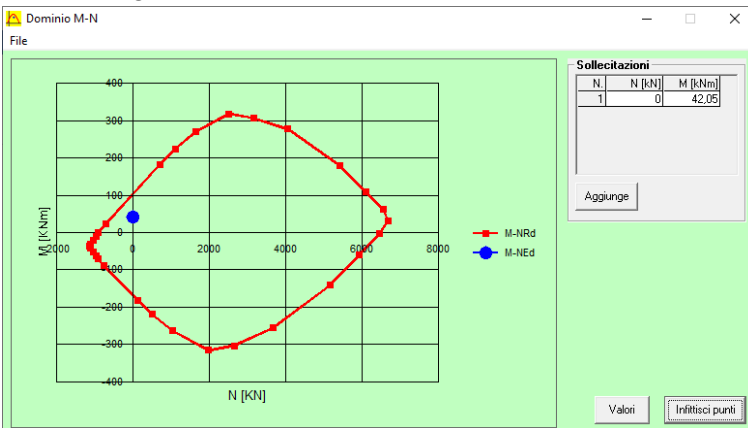 Dominio M-N
File
Sollecitazioni
N. N [kN] M [kNm]
1 0 42,05
Aggiunge
400
300
200
100
0
-100
-200
-300
-400
M [KNm]
-2000 0 2000 4000 6000 8000
N [KN]
M-NRd
M-NEd
Valori
Infittisci punti